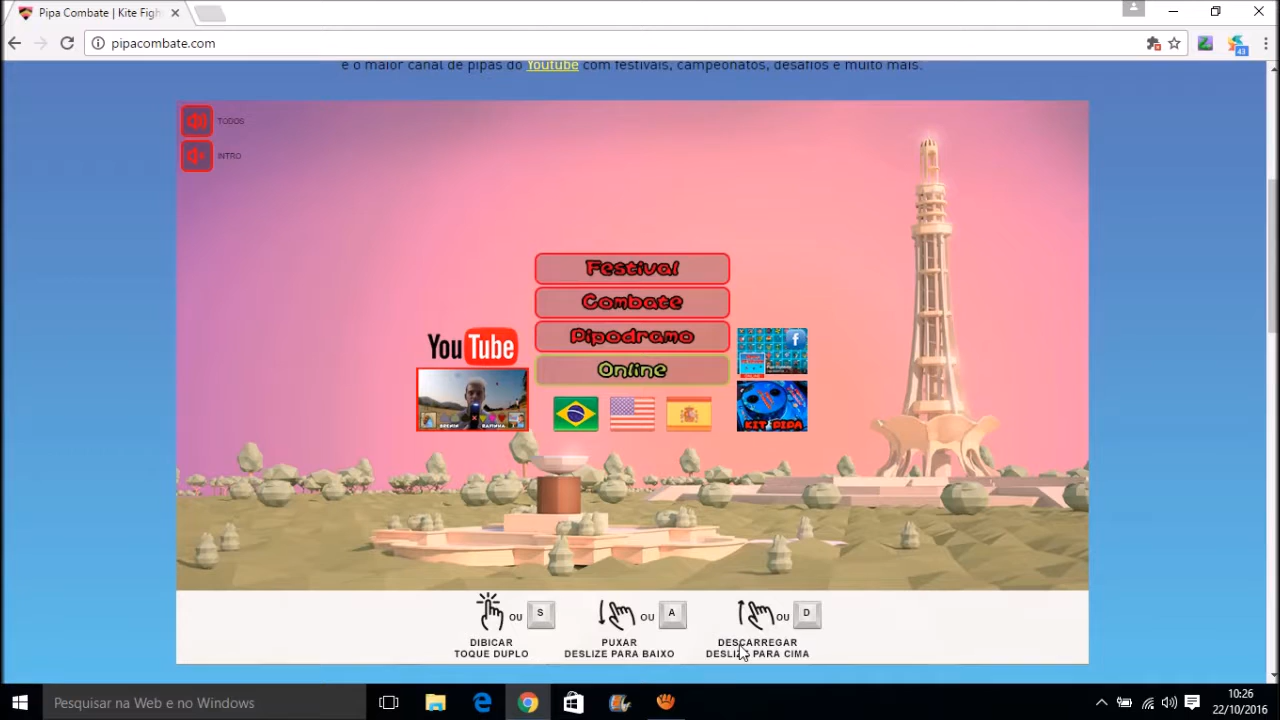 Pipa Combate | Kite Figh
pipacombate.com
43
e o maior canal de pipas do Youtube com festivais, campeonatos, desafios e muito mais.
TODOS
INTRO
Festival
Combate
Pipodramo
Online
YouTube
KIT PIPA
OU S
OU A
OU D
DIBICAR
TOQUE DUPLO
PUXAR
DESLIZE PARA BAIXO
DESCARREGAR
DESLIZE PARA CIMA
Pesquisar na Web e no Windows
10:26
22/10/2016